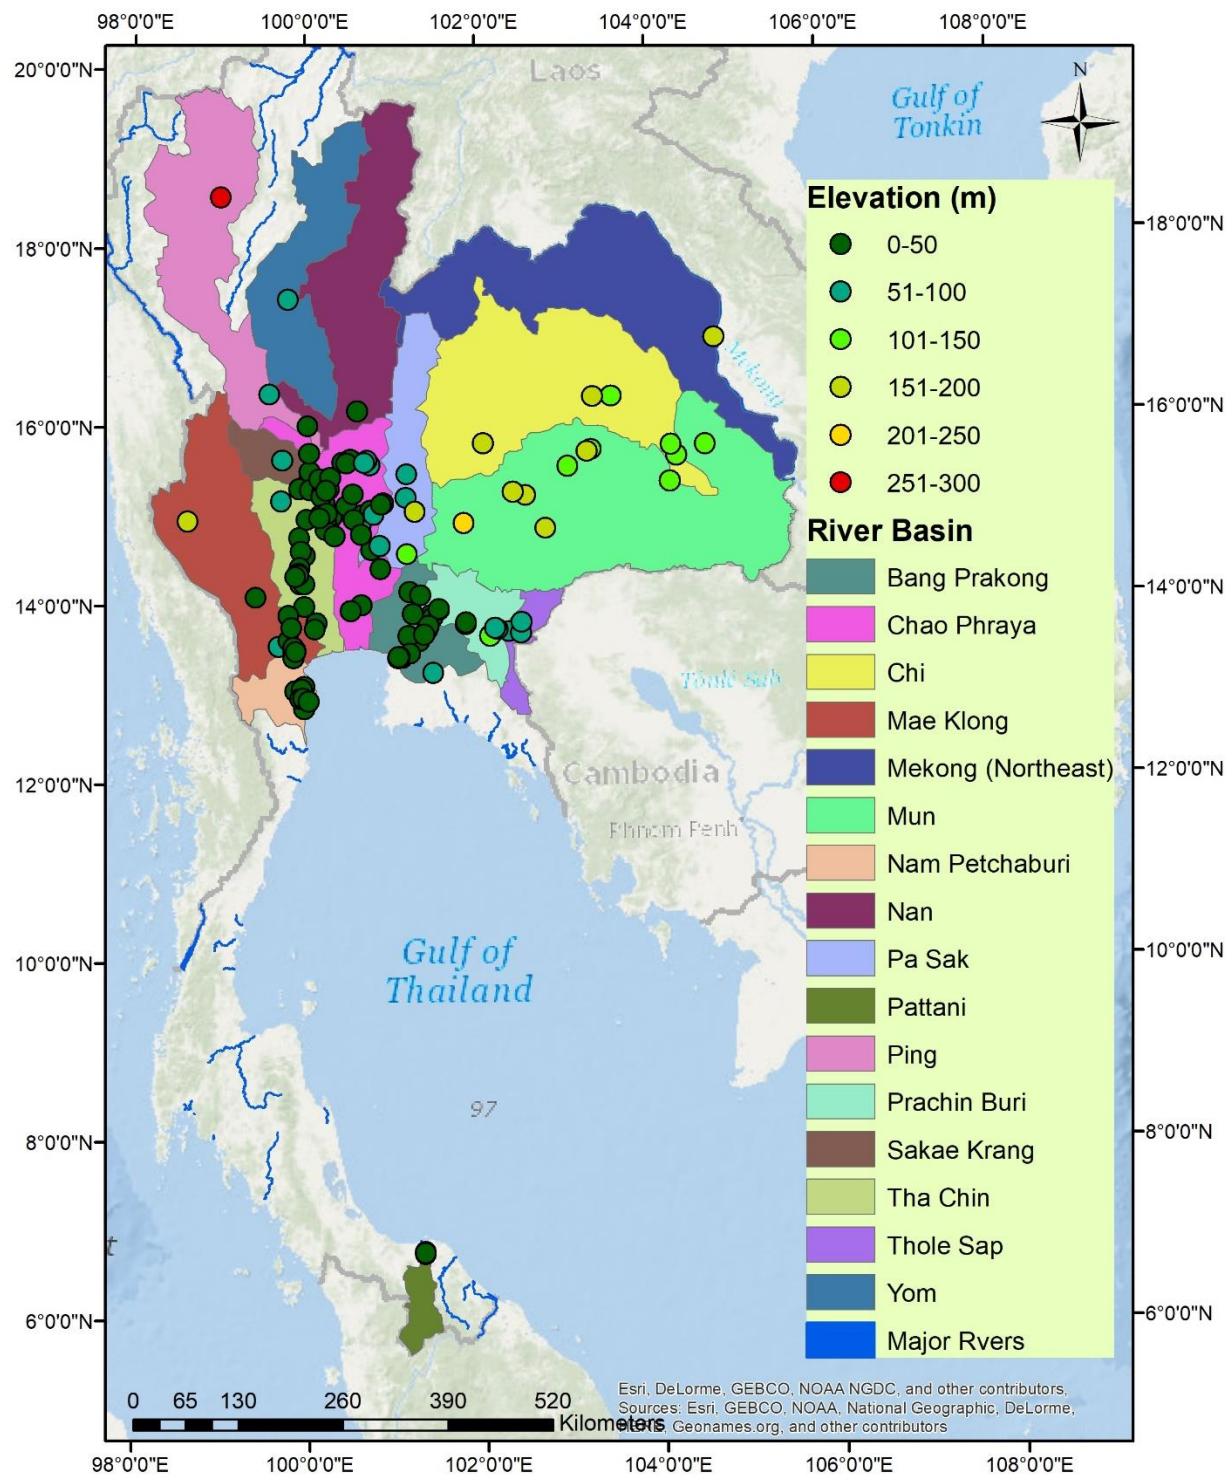 98°0'0"E 100°0'0"E 102°0'0"E 104°0'0"E 106°0'0"E 108°0'0"E
20°0'0"N
Laos
Gulf of
Tonkin
N
Elevation (m)
0-50
18°0'0"N
18°0'0"N
51-100
101-150
Mekong
151-200
16°0'0"N
16°0'0"N
201-250
251-300
River Basin
Bang Prakong
14°0'0"N
14°0'0"N
Chao Phraya
Chi
Tônlé Sab
Mae Klong
Mekong (Northeast)
12°0'0"N
12°0'0"N
Cambodia
Mun
Phnom Penh
Nam Petchaburi
Nan
Gulf of
Thailand
Pa Sak
10°0'0"N
10°0'0"N
Pattani
Ping
Prachin Buri
97
8°0'0"N
8°0'0"N
Sakae Krang
Tha Chin
t
Thole Sap
Yom
6°0'0"N
6°0'0"N
Major Rvers
0 65 130 260 390 520
Kilometers
Esri, DeLorme, GEBCO, NOAA NGDC, and other contributors,
Sources: Esri, GEBCO, NOAA, National Geographic, DeLorme,
HERE, Geonames.org, and other contributors
98°0'0"E 100°0'0"E 102°0'0"E 104°0'0"E 106°0'0"E 108°0'0"E